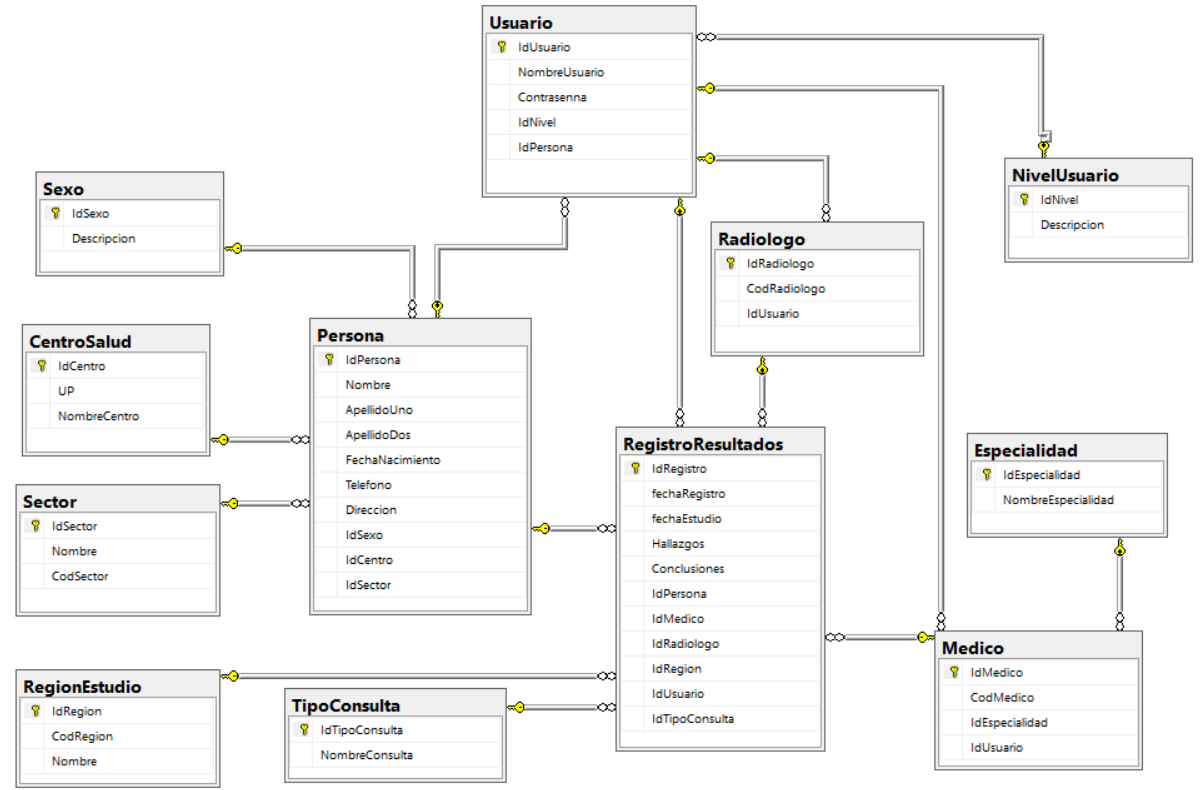 Usuario
IdUsuario
NombreUsuario
Contrasenna
IdNivel
IdPersona
NivelUsuario
IdNivel
Descripcion
Sexo
IdSexo
Descripcion
Radiologo
IdRadiologo
CodRadiologo
IdUsuario
CentroSalud
IdCentro
UP
NombreCentro
Persona
IdPersona
Nombre
ApellidoUno
ApellidoDos
FechaNacimiento
Telefono
Direccion
IdSexo
IdCentro
IdSector
RegistroResultados
IdRegistro
fechaRegistro
fechaEstudio
Hallazgos
Conclusiones
IdPersona
IdMedico
IdRadiologo
IdRegion
IdUsuario
IdTipoConsulta
Especialidad
IdEspecialidad
NombreEspecialidad
Sector
IdSector
Nombre
CodSector
Medico
IdMedico
CodMedico
IdEspecialidad
IdUsuario
RegionEstudio
IdRegion
CodRegion
Nombre
TipoConsulta
IdTipoConsulta
NombreConsulta